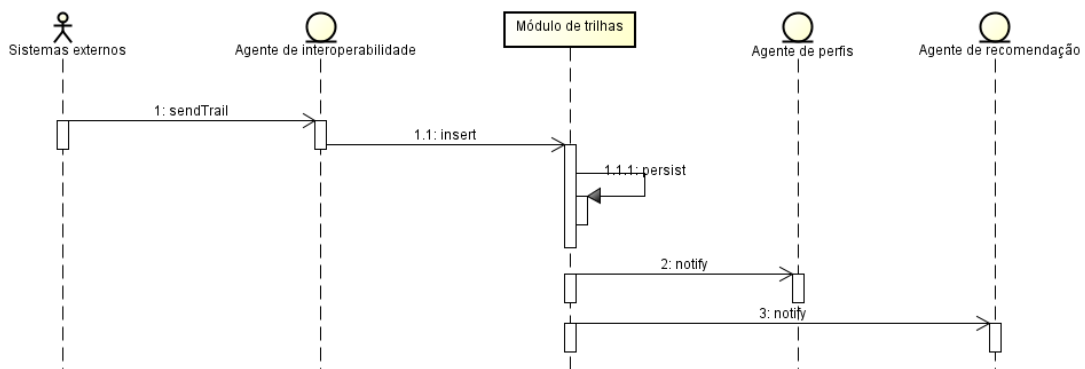 Sistemas externos
Agente de interoperabilidade
Módulo de trilhas
Agente de perfis
Agente de recomendação
1: sendTrail
1.1: insert
1.1.1: persist
2: notify
3: notify